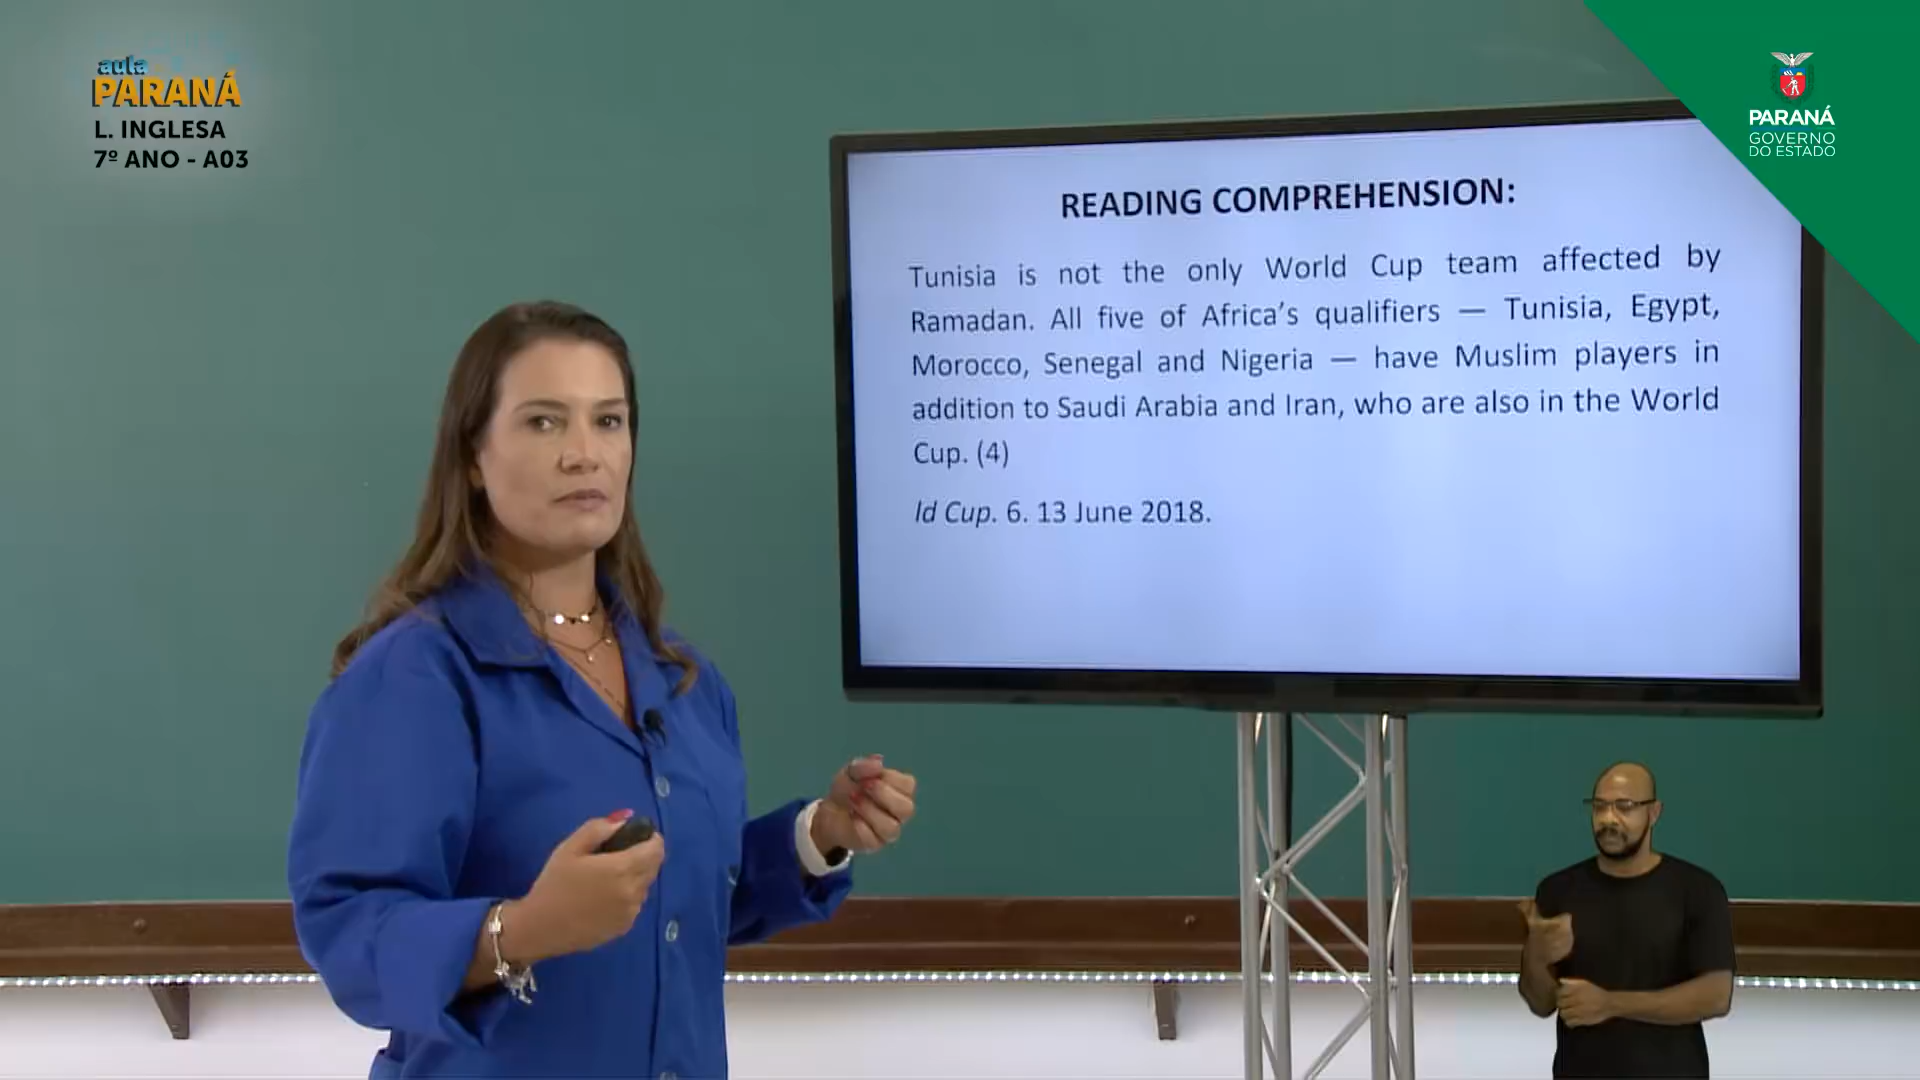 aula
PARANÁ
L. INGLESA
7º ANO - A03
PARANÁ
GOVERNO
DO ESTADO
READING COMPREHENSION:
Tunisia is not the only World Cup team affected by
Ramadan. All five of Africa’s qualifiers — Tunisia, Egypt,
Morocco, Senegal and Nigeria — have Muslim players in
addition to Saudi Arabia and Iran, who are also in the World
Cup. (4)
Id Cup. 6. 13 June 2018.